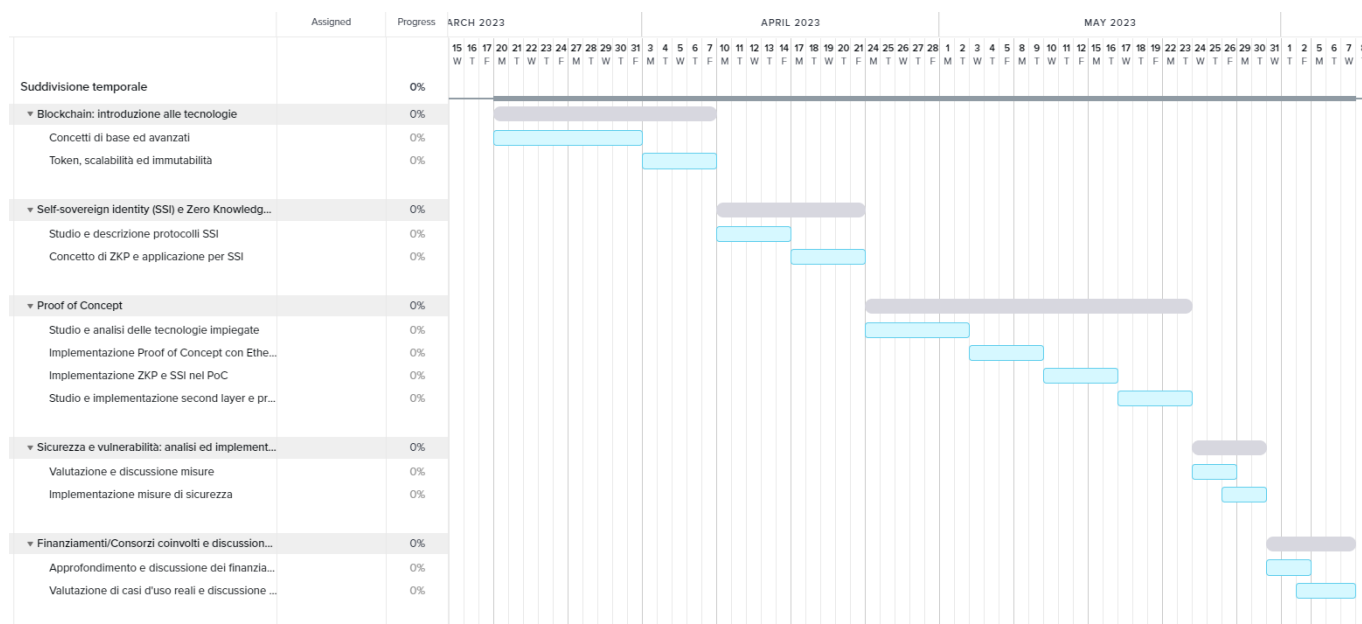 Assigned Progress ARCH 2023 APRIL 2023 MAY 2023
15 16 17 20 21 22 23 24 27 28 29 30 31 3 4 5 6 7 10 11 12 13 14 17 18 19 20 21 24 25 26 27 28 1 2 3 4 5 8 9 10 11 12 15 16 17 18 19 22 23 24 25 26 29 30 31 1 2 5 6 7
W T F M T W T F M T W T F M T W T F M T W T F M T W T F M T W T F M T W T F M T W T F M T W T F M T W T F M T W T F M T W
Suddivisione temporale 0%
Blockchain: introduzione alle tecnologie 0%
Concetti di base ed avanzati 0%
Token, scalabilità ed immutabilità 0%
Self-sovereign identity (SSI) e Zero Knowledg... 0%
Studio e descrizione protocolli SSI 0%
Concetto di ZKP e applicazione per SSI 0%
Proof of Concept 0%
Studio e analisi delle tecnologie impiegate 0%
Implementazione Proof of Concept con Ethe... 0%
Implementazione ZKP e SSI nel PoC 0%
Studio e implementazione second layer e pr... 0%
Sicurezza e vulnerabilità: analisi ed implement... 0%
Valutazione e discussione misure 0%
Implementazione misure di sicurezza 0%
Finanziamenti/Consorzi coinvolti e discussion... 0%
Approfondimento e discussione dei finanzia... 0%
Valutazione di casi d'uso reali e discussione ... 0%